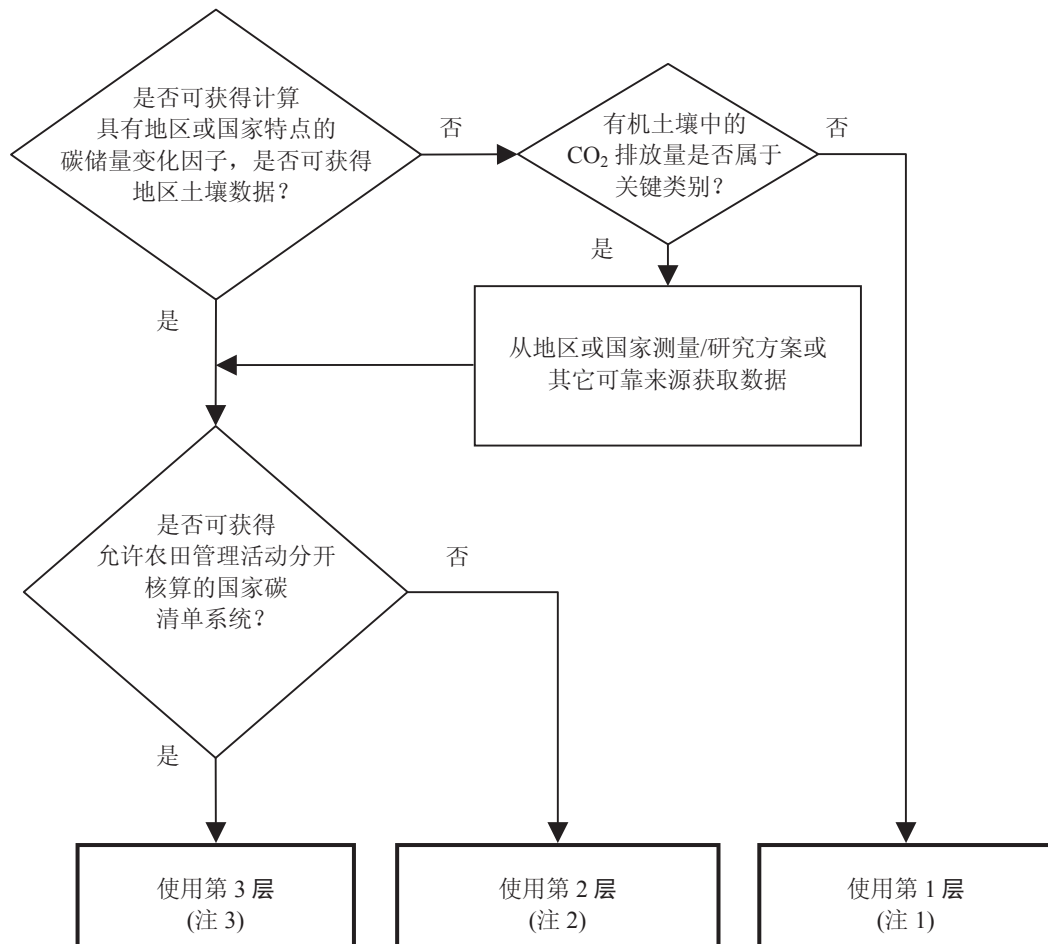 是否可获得计算
具有地区或国家特点的
碳储量变化因子，是否可获得
地区土壤数据？
否
有机土壤中的
CO₂ 排放量是否属于
关键类别？
否
是
是
从地区或国家测量/研究方案或
其它可靠来源获取数据
是否可获得
允许农田管理活动分开
核算的国家碳
清单系统？
否
是
使用第 3 层
(注 3)
使用第 2 层
(注 2)
使用第 1 层
(注 1)